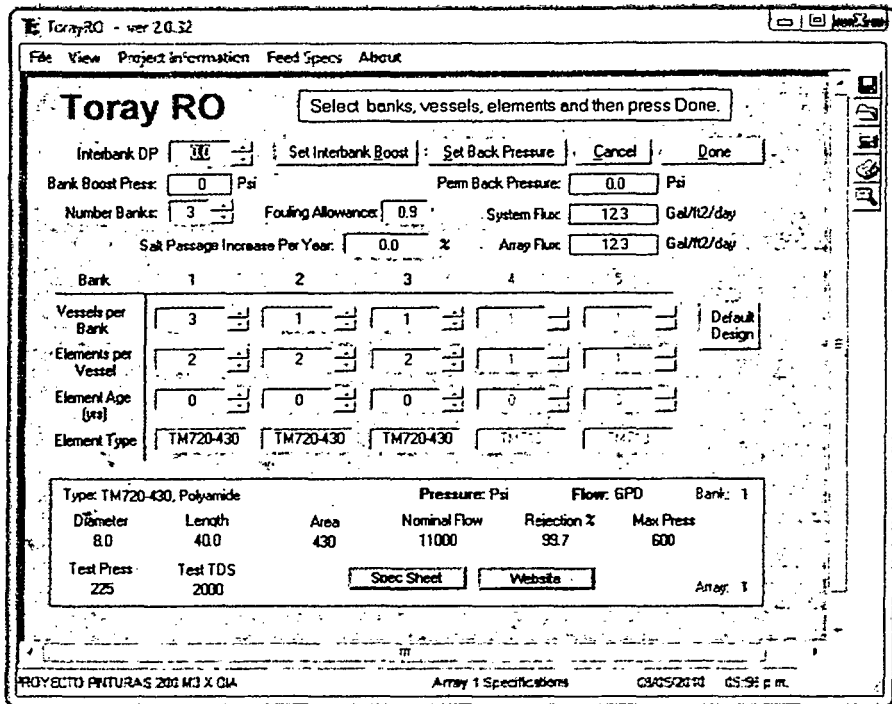 TorayRO - ver 2.0.32
File View Project Information Feed Specs About
Toray RO
Select banks, vessels, elements and then press Done.
Interbank DP 0.0 Set Interbank Boost Set Back Pressure Cancel Done
Bank Boost Press: 0 Psi Perm Back Pressure: 0.0 Psi
Number Banks: 3 Fouling Allowance: 0.9 System Flux: 12.3 Gal/ft2/day
Salt Passage Increase Per Year: 0.0 % Array Flux: 12.3 Gal/ft2/day
Bank 1 2 3 4 5
Vessels per Bank 3 1 1 1 1
Elements per Vessel 2 2 2 1 1
Default Design
Element Age (yrs) 0 0 0 0
Element Type TM720-430 TM720-430 TM720-430
Type: TM720-430, Polyamide Pressure: Psi Flow: GPD Bank: 1
Diameter Length Area Nominal Flow Rejection % Max Press
8.0 40.0 430 11000 99.7 600
Test Press Test TDS
225 2000
Spec Sheet Website
Array: 1
PROYECTO PINTURAS 200 M3 X DIA Array 1 Specifications p.m.